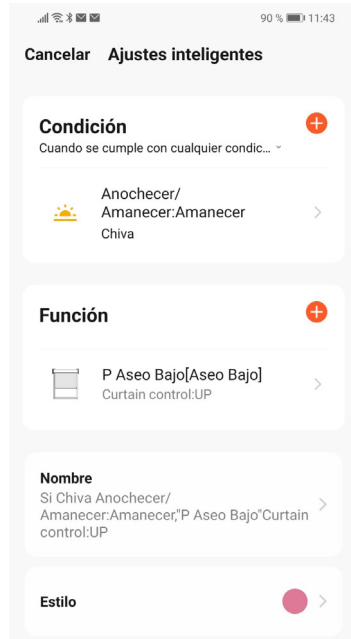 90 % 11:43
Cancelar Ajustes inteligentes
Condición
Cuando se cumple con cualquier condic...
Anochecer/
Amanecer:Amanecer
Chiva
Función
P Aseo Bajo[Aseo Bajo]
Curtain control:UP
Nombre
Si Chiva Anochecer/
Amanecer:Amanecer,"P Aseo Bajo"Curtain
control:UP
Estilo